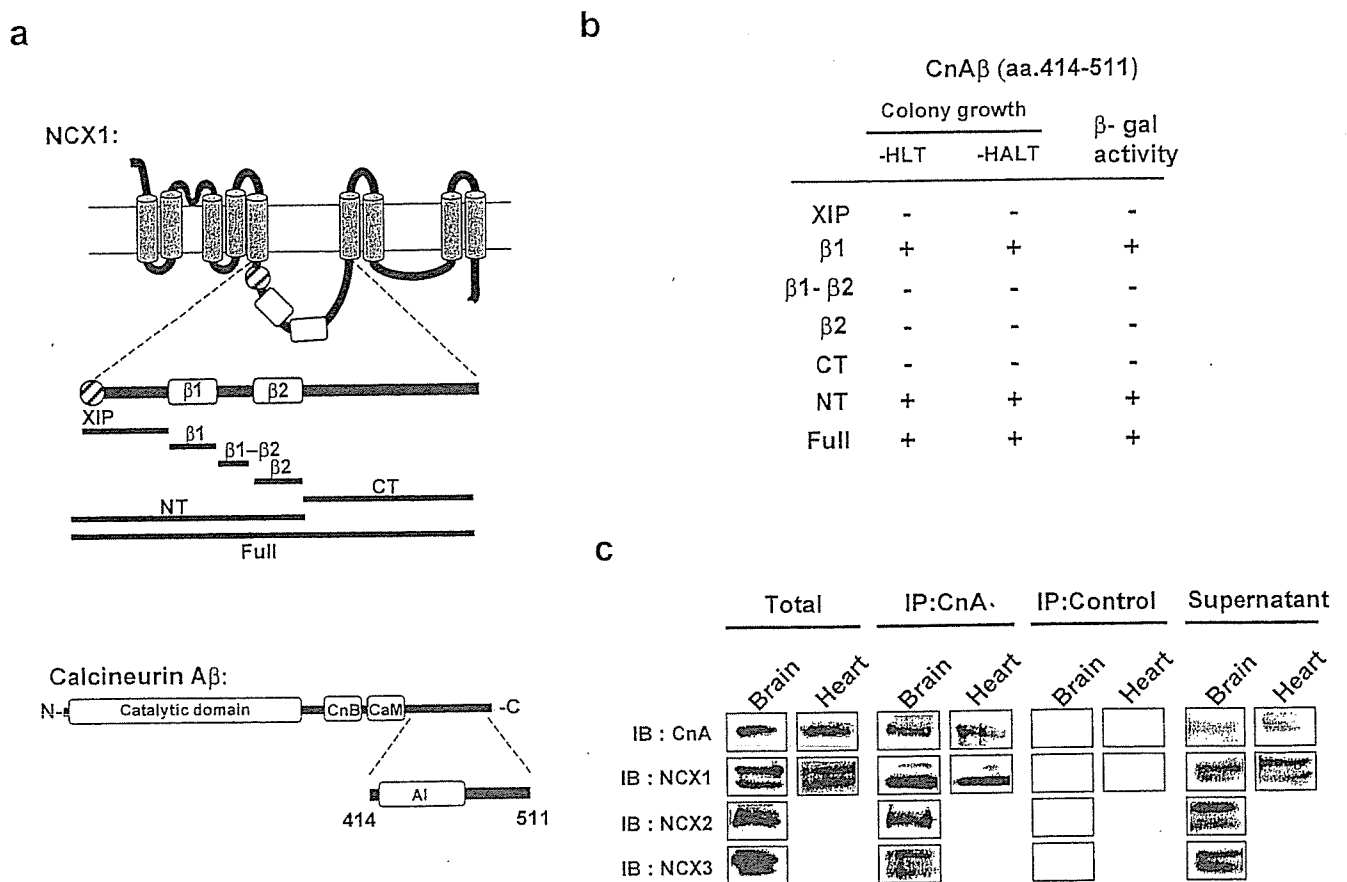 a
NCX1:
β1 β2
XIP
β1
β1–β2
β2
CT
NT
Full
Calcineurin Aβ:
N- Catalytic domain CnB CaM -C
AI
414 511
b
CnAβ (aa.414-511)
Colony growth
β- gal
activity
-HLT -HALT
XIP - - -
β1 + + +
β1- β2 - - -
β2 - - -
CT - - -
NT + + +
Full + + +
c
Total IP:CnA IP:Control Supernatant
Brain Heart Brain Heart Brain Heart Brain Heart
IB : CnA
IB : NCX1
IB : NCX2
IB : NCX3